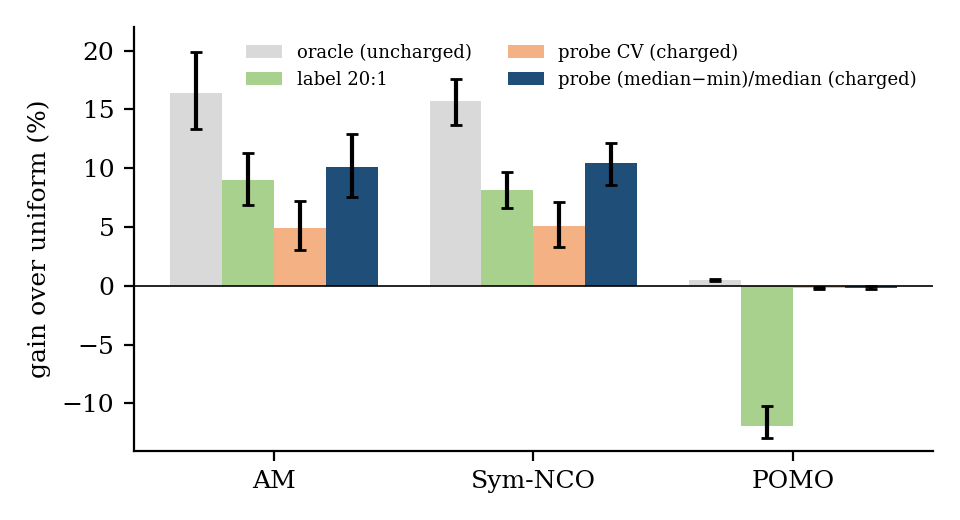 gain over uniform (%)
20
15
10
5
0
−5
−10
oracle (uncharged)
label 20:1
probe CV (charged)
probe (median−min)/median (charged)
AM
Sym-NCO
POMO